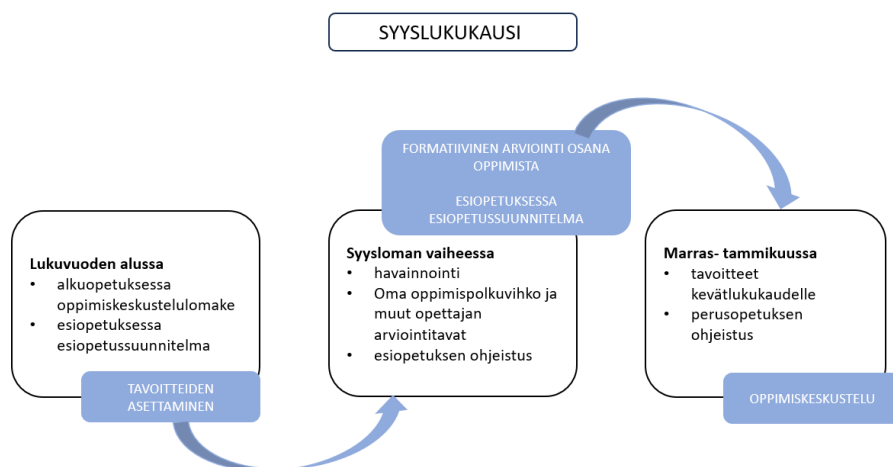 SYYSLUKUKAUSI
Lukuvuoden alussa
• alkuopetuksessa
oppimiskeskustelulomake
• esiopetuksessa
esiopetussuunnitelma
TAVOITTEIDEN
ASETTAMINEN
FORMATIIVINEN ARVIOINTI OSANA
OPPIMISTA
ESIOPETUKSESSA
ESIOPETUSSUUNNITELMA
Syysloman vaiheessa
• havainnointi
• Oma oppimispolkuvihko ja
muut opettajan
arviointitavat
• esiopetuksen ohjeistus
Marras- tammikuussa
• tavoitteet
kevätlukukaudelle
• perusopetuksen
ohjeistus
OPPIMISKESKUSTELU